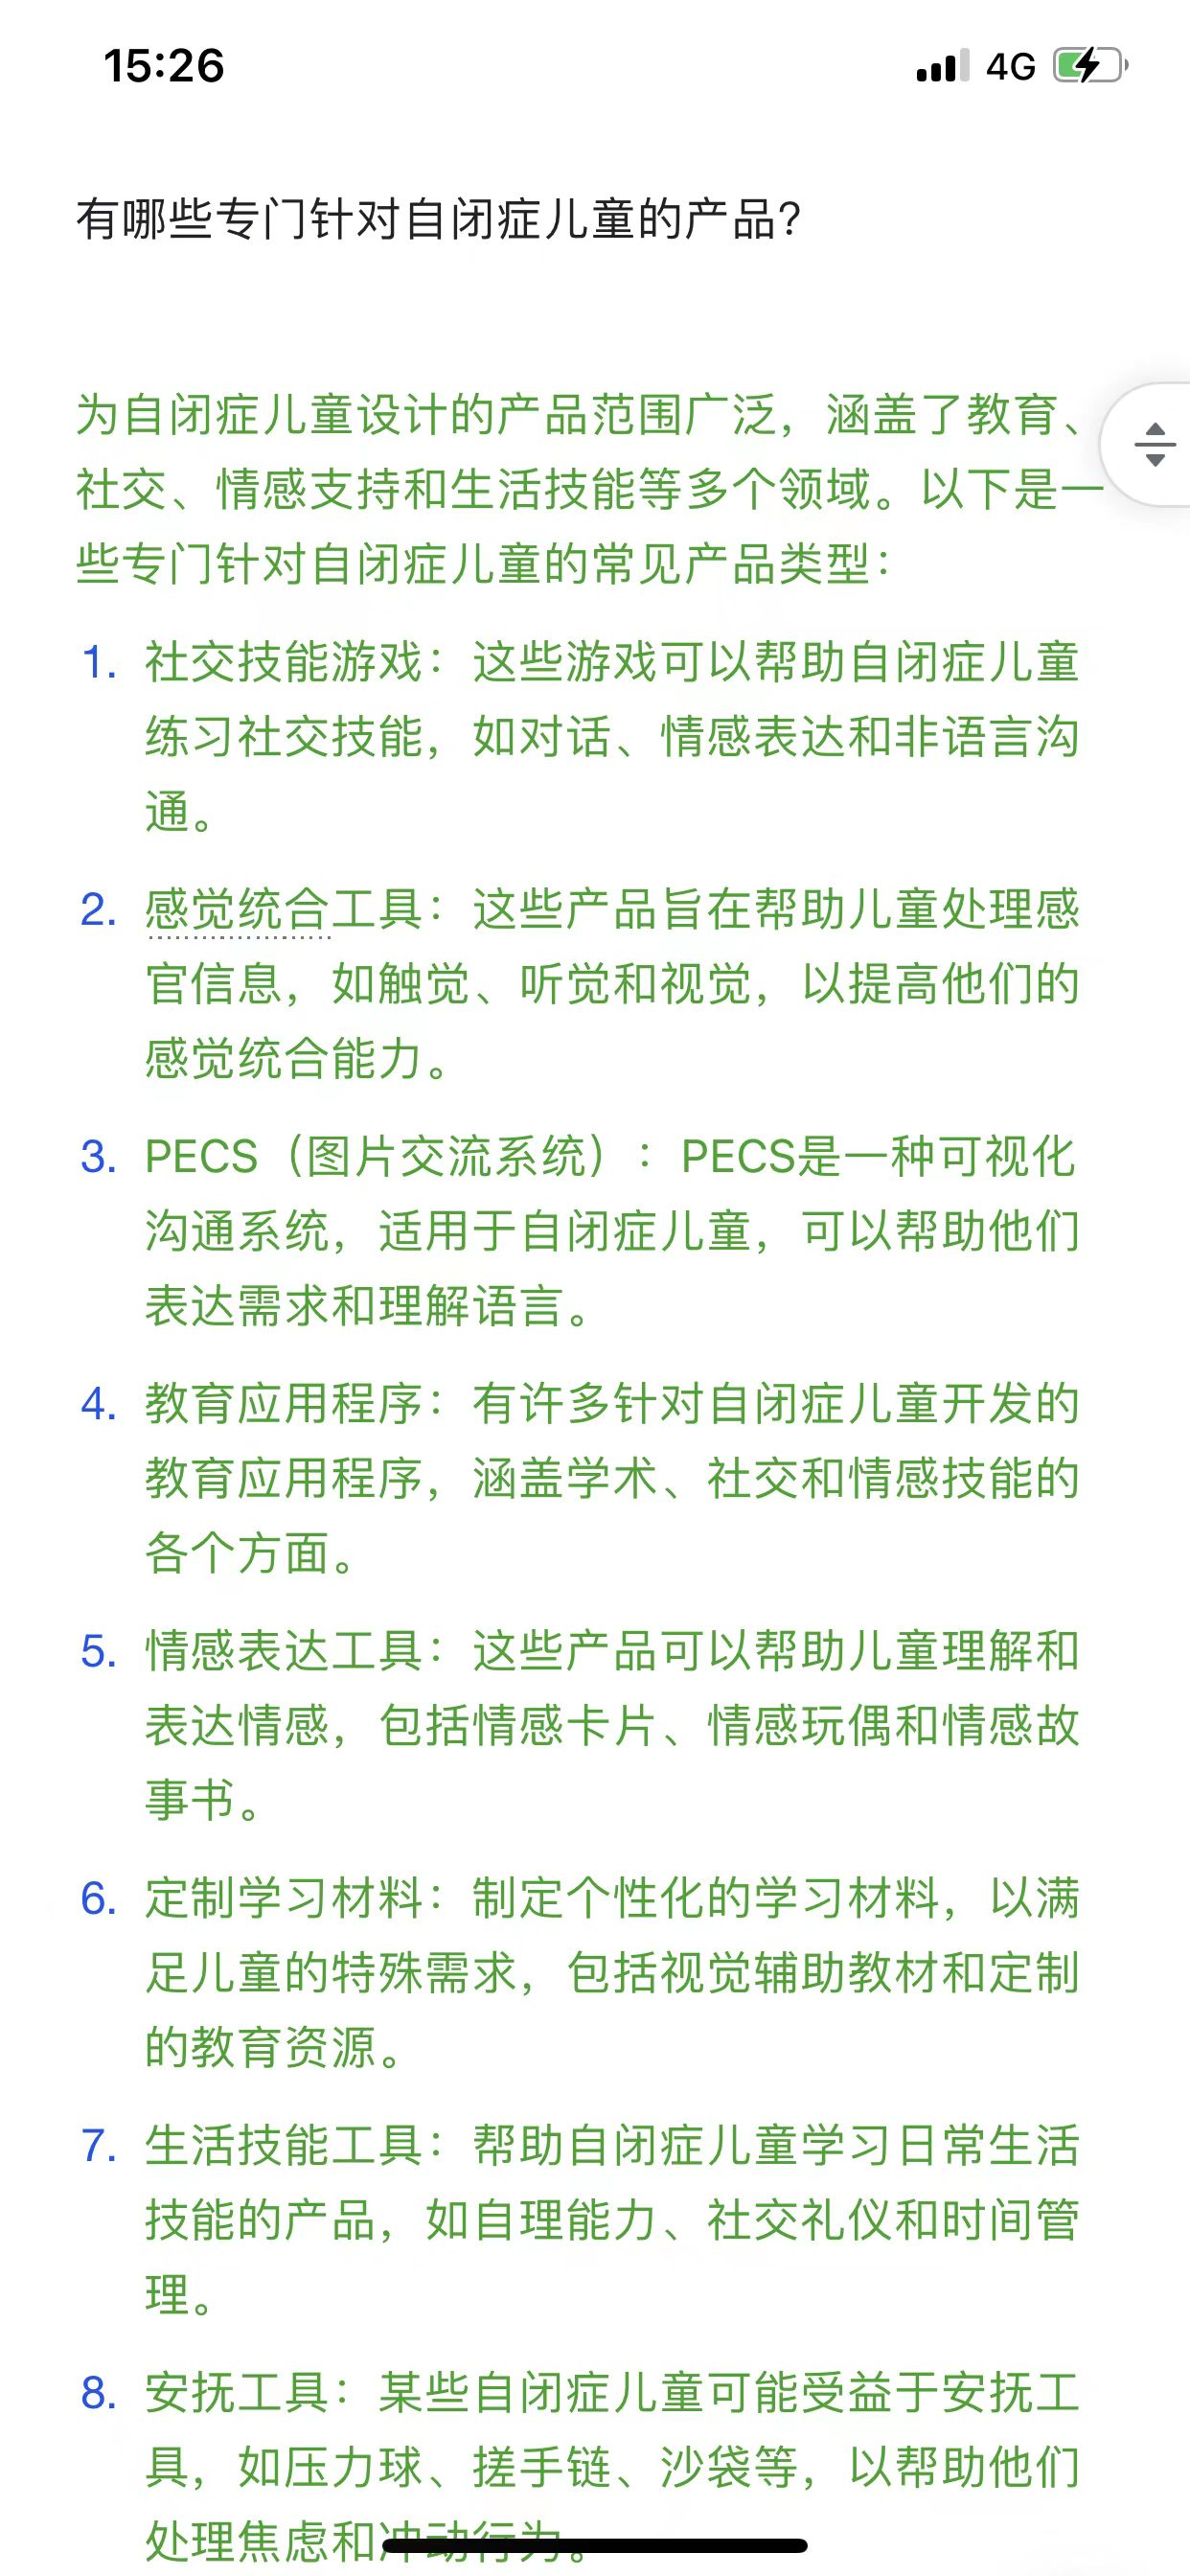 15:26
4G
有哪些专门针对自闭症儿童的产品?
为自闭症儿童设计的产品范围广泛，涵盖了教育、
社交、情感支持和生活技能等多个领域。以下是一
些专门针对自闭症儿童的常见产品类型：
1. 社交技能游戏：这些游戏可以帮助自闭症儿童
练习社交技能，如对话、情感表达和非语言沟
通。
2. 感觉统合工具：这些产品旨在帮助儿童处理感
官信息，如触觉、听觉和视觉，以提高他们的
感觉统合能力。
3. PECS（图片交流系统）：PECS是一种可视化
沟通系统，适用于自闭症儿童，可以帮助他们
表达需求和理解语言。
4. 教育应用程序：有许多针对自闭症儿童开发的
教育应用程序，涵盖学术、社交和情感技能的
各个方面。
5. 情感表达工具：这些产品可以帮助儿童理解和
表达情感，包括情感卡片、情感玩偶和情感故
事书。
6. 定制学习材料：制定个性化的学习材料，以满
足儿童的特殊需求，包括视觉辅助教材和定制
的教育资源。
7. 生活技能工具：帮助自闭症儿童学习日常生活
技能的产品，如自理能力、社交礼仪和时间管
理。
8. 安抚工具：某些自闭症儿童可能受益于安抚工
具，如压力球、搓手链、沙袋等，以帮助他们
处理焦虑和冲动行为。